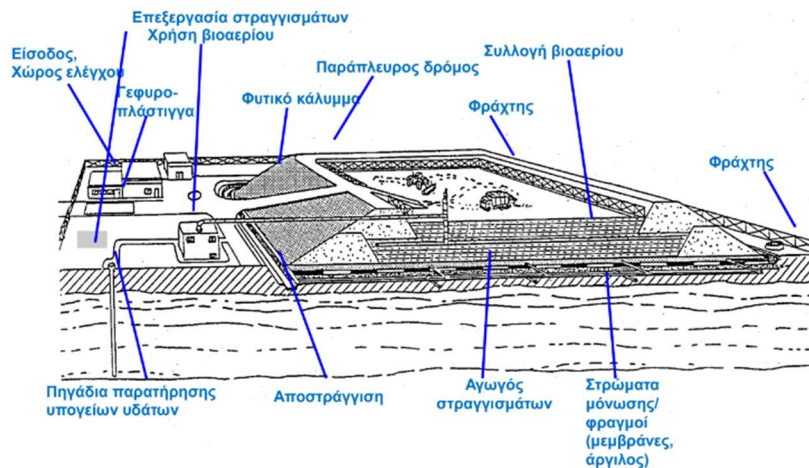 Επεξεργασία στραγγισμάτων
Χρήση βιοαερίου
Είσοδος,
Χώρος ελέγχου
Γεφυρο-
πλάστιγγα
Φυτικό κάλυμμα
Παράπλευρος δρόμος
Συλλογή βιοαερίου
Φράχτης
Φράχτης
Πηγάδια παρατήρησης
υπογείων υδάτων
Αποστράγγιση
Αγωγός
στραγγισμάτων
Στρώματα
μόνωσης/
φραγμοί
(μεμβράνες,
άργιλος)